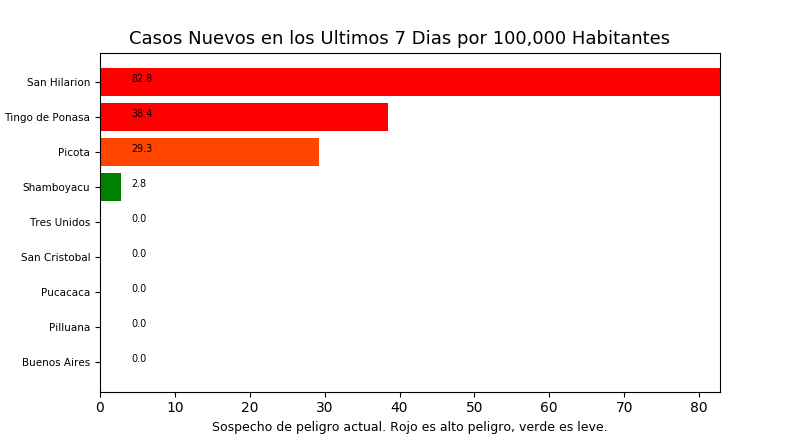 Casos Nuevos en los Ultimos 7 Dias por 100,000 Habitantes
San Hilarion 82.8
Tingo de Ponasa 38.4
Picota 29.3
Shamboyacu 2.8
Tres Unidos 0.0
San Cristobal 0.0
Pucacaca 0.0
Pilluana 0.0
Buenos Aires 0.0
0 10 20 30 40 50 60 70 80
Sospecho de peligro actual. Rojo es alto peligro, verde es leve.